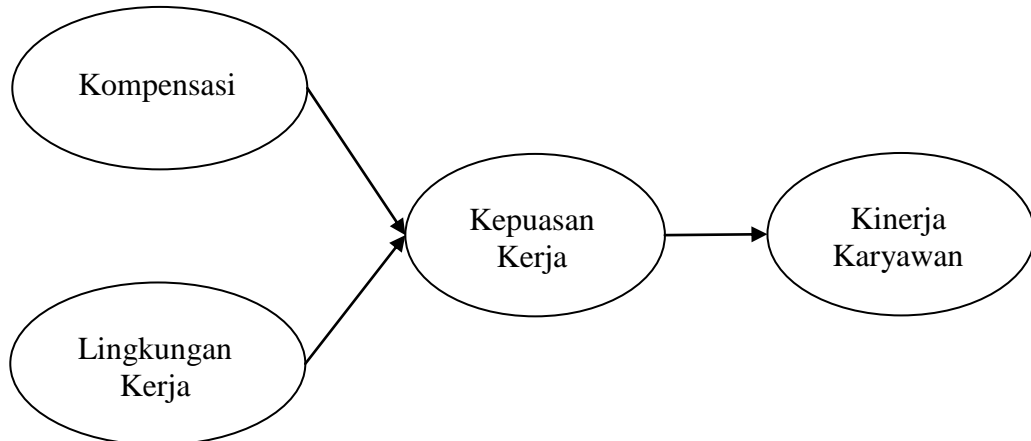 Kompensasi
Lingkungan
Kerja
Kepuasan
Kerja
Kinerja
Karyawan